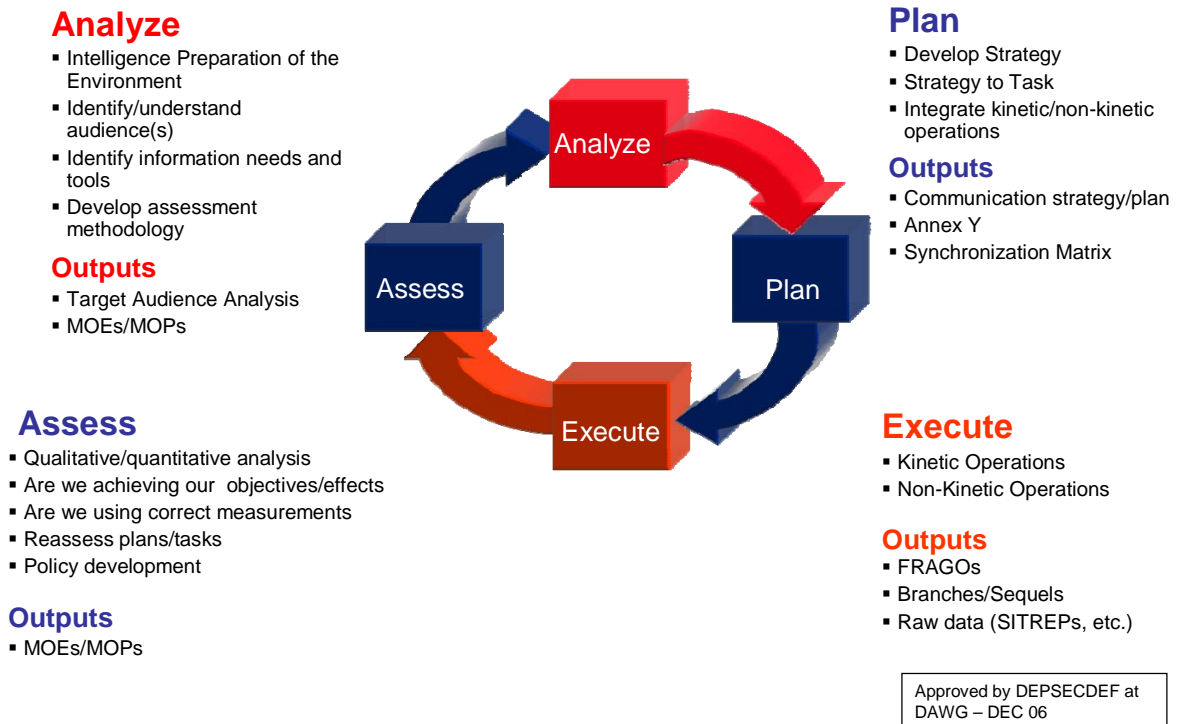 Analyze
▪ Intelligence Preparation of the
Environment
▪ Identify/understand
audience(s)
▪ Identify information needs and
tools
▪ Develop assessment
methodology
Outputs
▪ Target Audience Analysis
▪ MOEs/MOPs
Plan
▪ Develop Strategy
▪ Strategy to Task
▪ Integrate kinetic/non-kinetic
operations
Outputs
▪ Communication strategy/plan
▪ Annex Y
▪ Synchronization Matrix
Analyze
Assess
Plan
Execute
Assess
▪ Qualitative/quantitative analysis
▪ Are we achieving our objectives/effects
▪ Are we using correct measurements
▪ Reassess plans/tasks
▪ Policy development
Outputs
▪ MOEs/MOPs
Execute
▪ Kinetic Operations
▪ Non-Kinetic Operations
Outputs
▪ FRAGOs
▪ Branches/Sequels
▪ Raw data (SITREPs, etc.)
Approved by DEPSECDEF at
DAWG – DEC 06